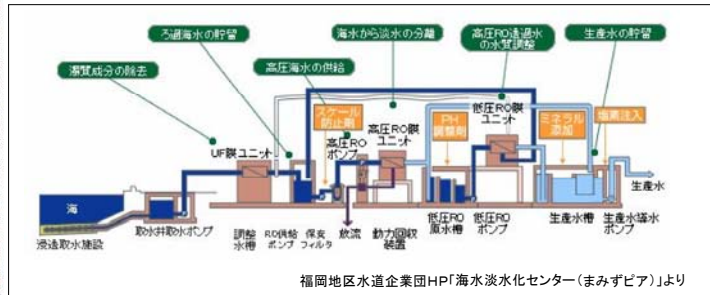 ろ過海水の貯留
海水から淡水の分離
高圧RO透過水
の水質調整
生産水の貯留
濁質成分の除去
高圧海水の供給
スケール
防止剤
高圧RO
ポンプ
高圧RO膜
ユニット
PH
調整剤
低圧RO膜
ユニット
ミネラル
添加
塩素注入
UF膜ユニット
海
取水井
取水ポンプ
浸透取水施設
調整
水槽
RO供給
ポンプ
保安
フィルタ
放流
動力回収
装置
低圧RO
原水槽
低圧RO
ポンプ
生産水槽
生産水導水
ポンプ
生産水
福岡地区水道企業団HP「海水淡水化センター(まみずピア)」より